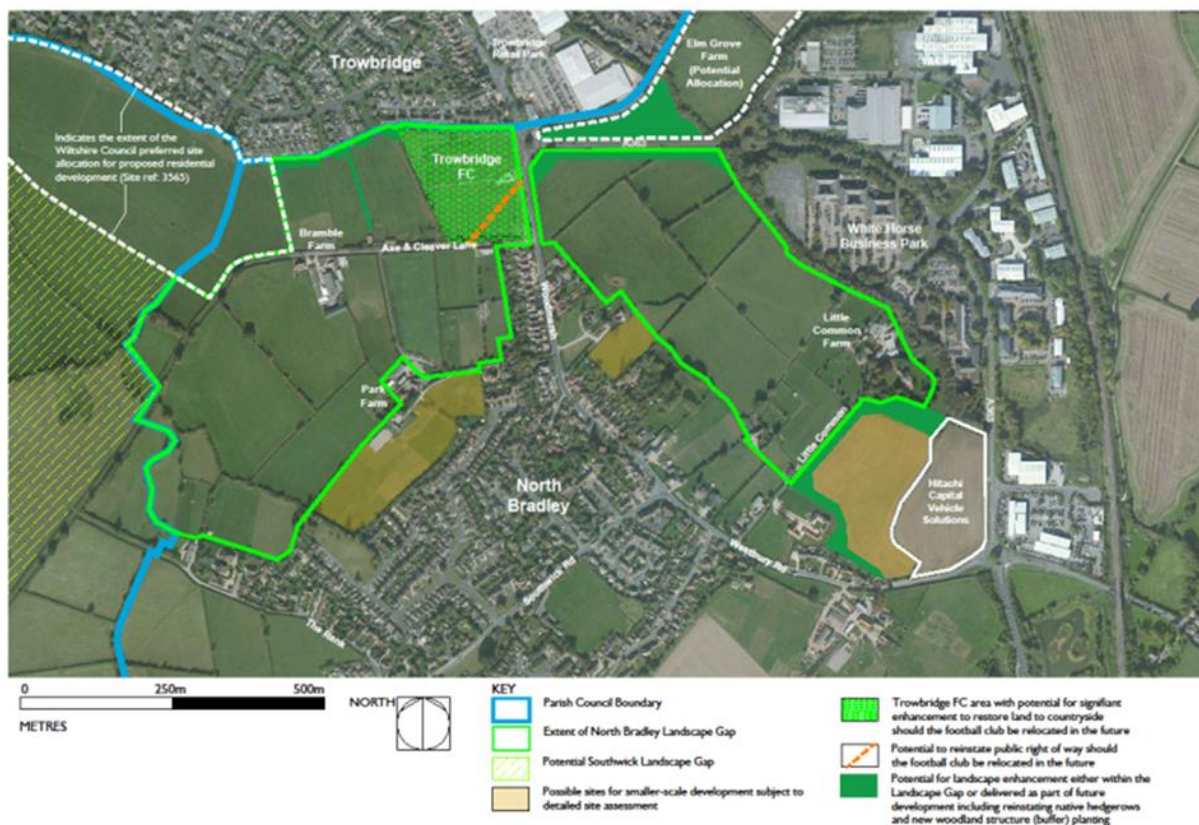 Trowbridge
Trowbridge
Retail Park
Elm Grove
Farm
(Potential
Allocation)
Indicates the extent of the
Wiltshire Council preferred site
allocation for proposed residential
development (Site ref: 3565)
Trowbridge
FC
A363
Bramble
Farm
Axe & Cleaver Lane
White Horse
Business Park
Woodmarsh
Little
Common
Farm
Park
Farm
Little Common
A363
North
Bradley
Hitachi
Capital
Vehicle
Solutions
Westbury Rd
Southwick Rd
The Rank
0 250m 500m
METRES
NORTH
KEY
Parish Council Boundary
Extent of North Bradley Landscape Gap
Potential Southwick Landscape Gap
Possible sites for smaller-scale development subject to
detailed site assessment
Trowbridge FC area with potential for signifiant
enhancement to restore land to countryside
should the football club be relocated in the future
Potential to reinstate public right of way should
the football club be relocated in the future
Potential for landscape enhancement either within the
Landscape Gap or delivered as part of future
development including reinstating native hedgerows
and new woodland structure (buffer) planting